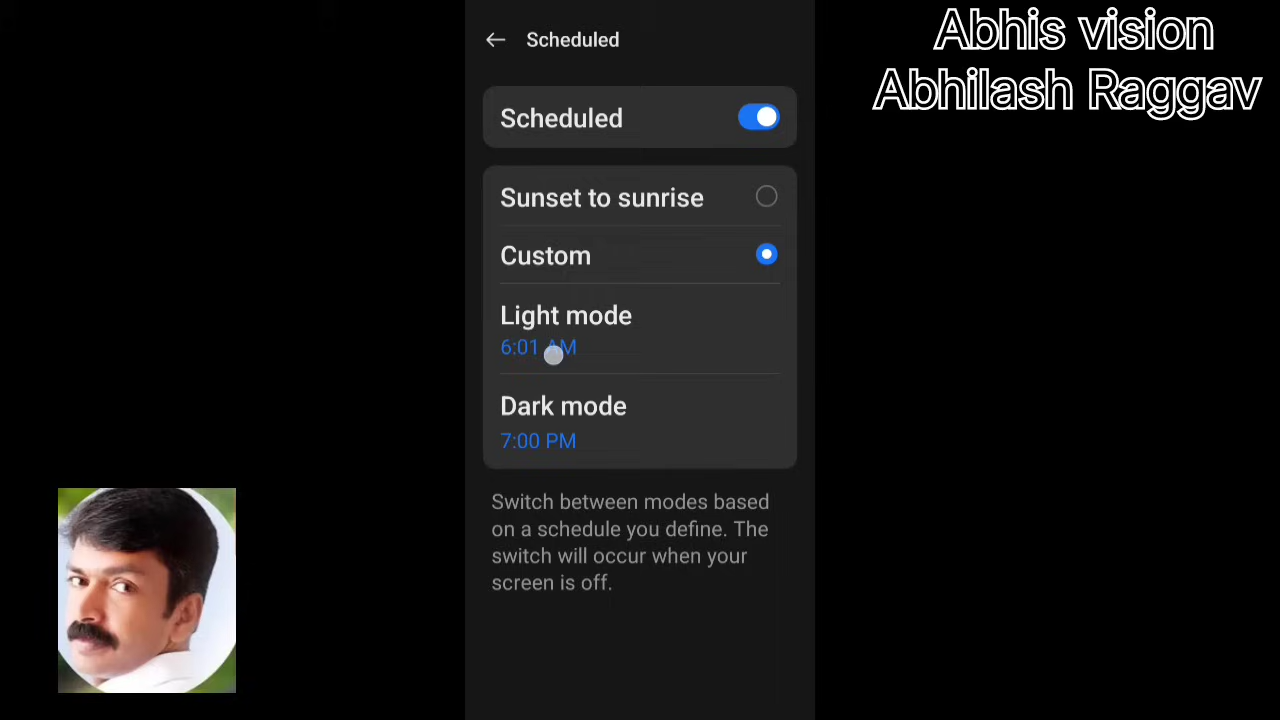 Scheduled
Abhis vision
Abhilash Raggav
Scheduled
Sunset to sunrise
Custom
Light mode
6:01 AM
Dark mode
7:00 PM
Switch between modes based
on a schedule you define. The
switch will occur when your
screen is off.